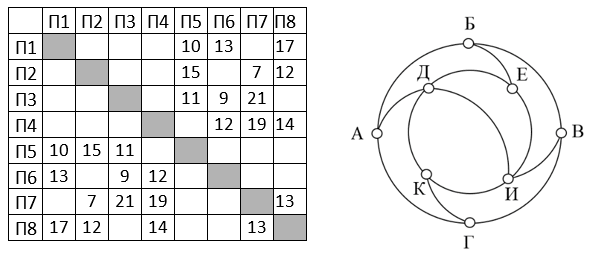 П1 П2 П3 П4 П5 П6 П7 П8
П1 10 13 17
П2 15 7 12
П3 11 9 21
П4 12 19 14
П5 10 15 11
П6 13 9 12
П7 7 21 19 13
П8 17 12 14 13
Б
Д Е
А В
К И
Г